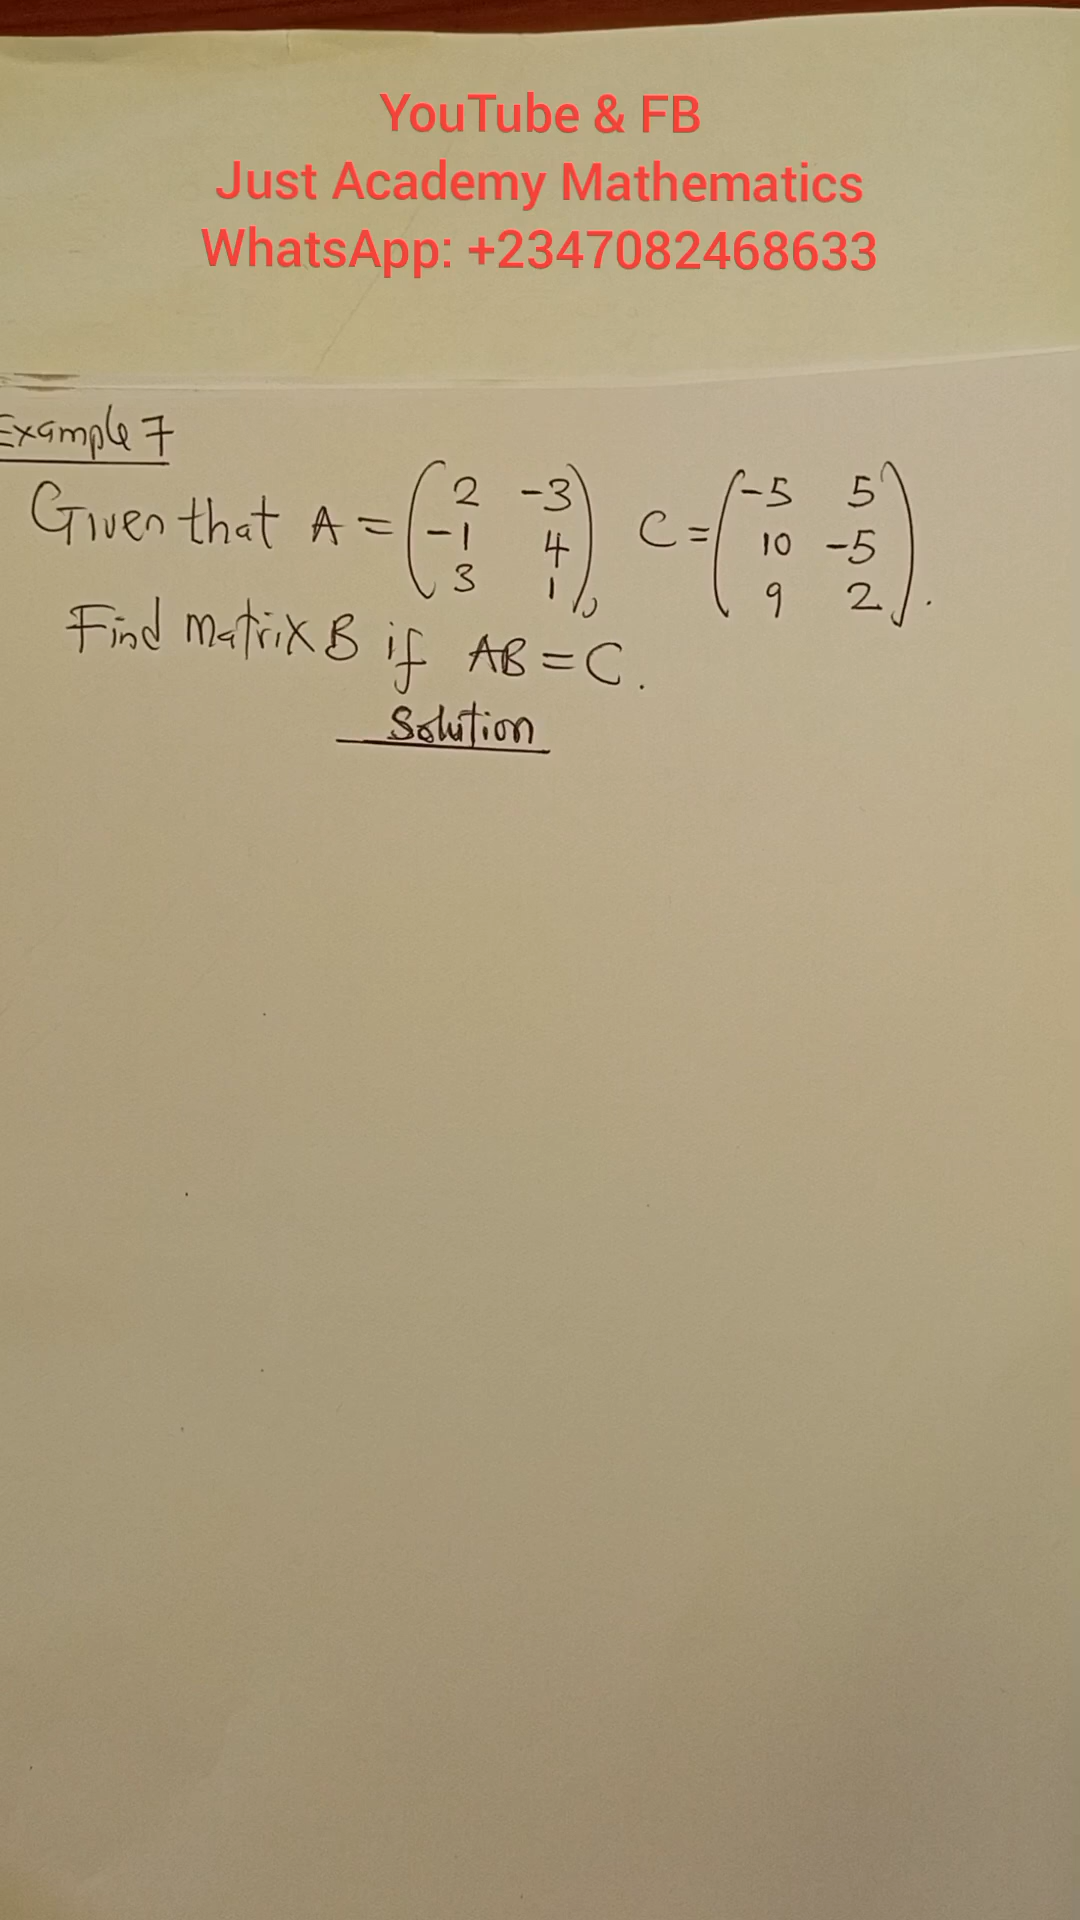 YouTube & FB
Just Academy Mathematics
WhatsApp: +2347082468633
Example 7
Given that A = ( 2 -3 -1 4 3 1 ), C = ( -5 5 10 -5 9 2 ).
Find matrix B if AB = C.
Solution